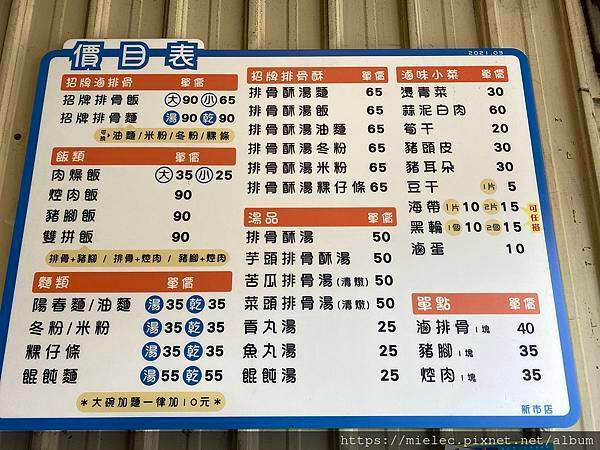 價目表
2021.03
招牌滷排骨 單價
招牌排骨飯 大90 小65
招牌排骨麵 湯90 乾90
可換 油麵/米粉/冬粉/粿條
飯類 單價
肉燥飯 大35 小25
焢肉飯 90
豬腳飯 90
雙拼飯 90
排骨+豬腳 / 排骨+焢肉 / 豬腳+焢肉
麵類 單價
陽春麵/油麵 湯35 乾35
冬粉/米粉 湯35 乾35
粿仔條 湯35 乾35
餛飩麵 湯55 乾55
*大碗加麵一律加10元*
招牌排骨酥 單價
排骨酥湯麵 65
排骨酥湯飯 65
排骨酥湯油麵 65
排骨酥湯冬粉 65
排骨酥湯米粉 65
排骨酥湯粿仔條 65
湯品 單價
排骨酥湯 50
芋頭排骨酥湯 50
苦瓜排骨湯(清燉) 50
菜頭排骨湯(清燉) 50
貢丸湯 25
魚丸湯 25
餛飩湯 25
滷味小菜 單價
燙青菜 30
蒜泥白肉 60
筍干 20
豬頭皮 30
豬耳朵 30
豆干 1片 5
海帶 1片 10 2片 15
黑輪 1個 10 2個 15
可任搭
滷蛋 10
單點 單價
滷排骨 1塊 40
豬腳 1塊 35
焢肉 1塊 35
新市店
https://mielec.pixnet.net/album